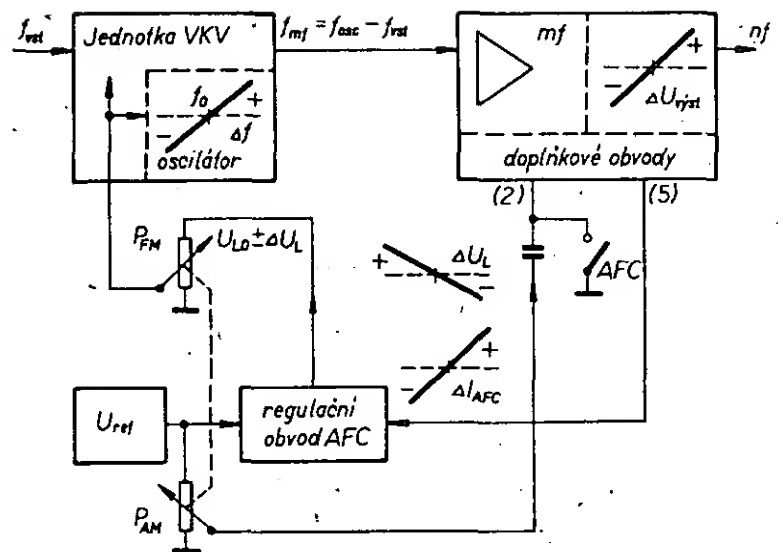 f_vst
Jednotka VKV
f_mf = f_osc − f_vst
mf
nf
f_0
+
−
Δf
oscilátor
+
−
ΔU_výst
doplňkové obvody
(2)
(5)
P_FM
U_L0 ± ΔU_L
+
ΔU_L
−
AFC
+
−
ΔI_AFC
U_ref
regulační
obvod AFC
P_AM